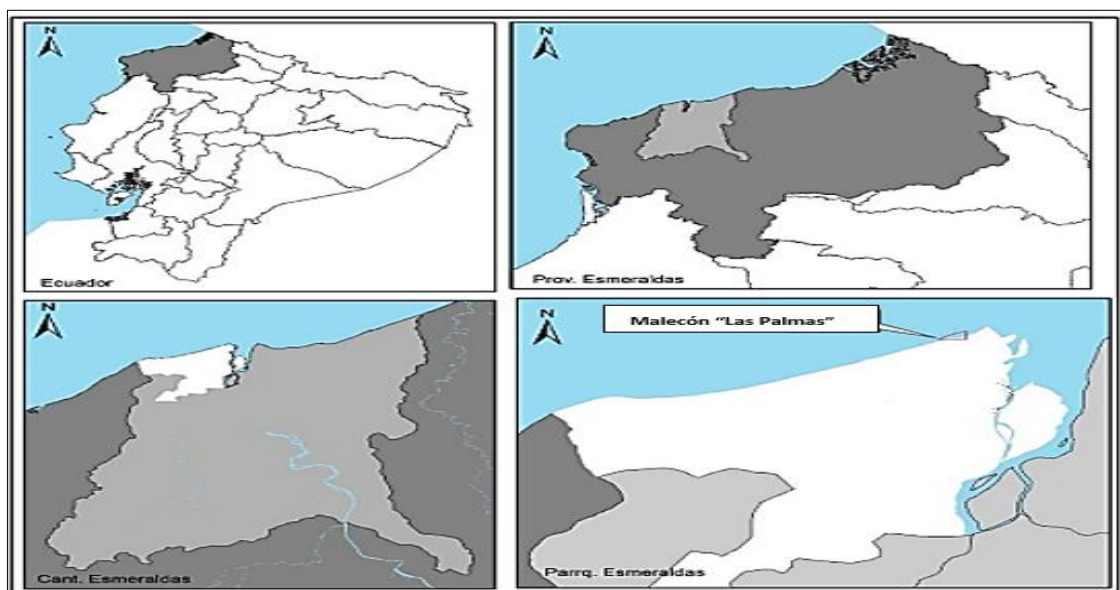 N
Ecuador
N
Prov. Esmeraldas
N
Cant. Esmeraldas
Malecón “Las Palmas”
N
Parrq. Esmeraldas